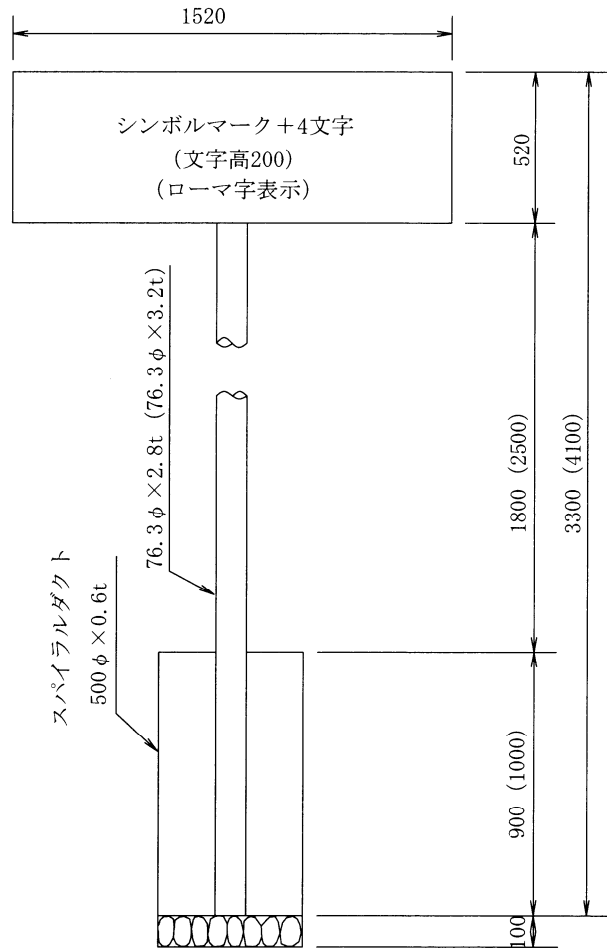 1520
シンボルマーク＋4文字
(文字高200)
(ローマ字表示)
520
76.3φ×2.8t (76.3φ×3.2t)
1800 (2500)
3300 (4100)
スパイラルダクト
500φ×0.6t
900 (1000)
100